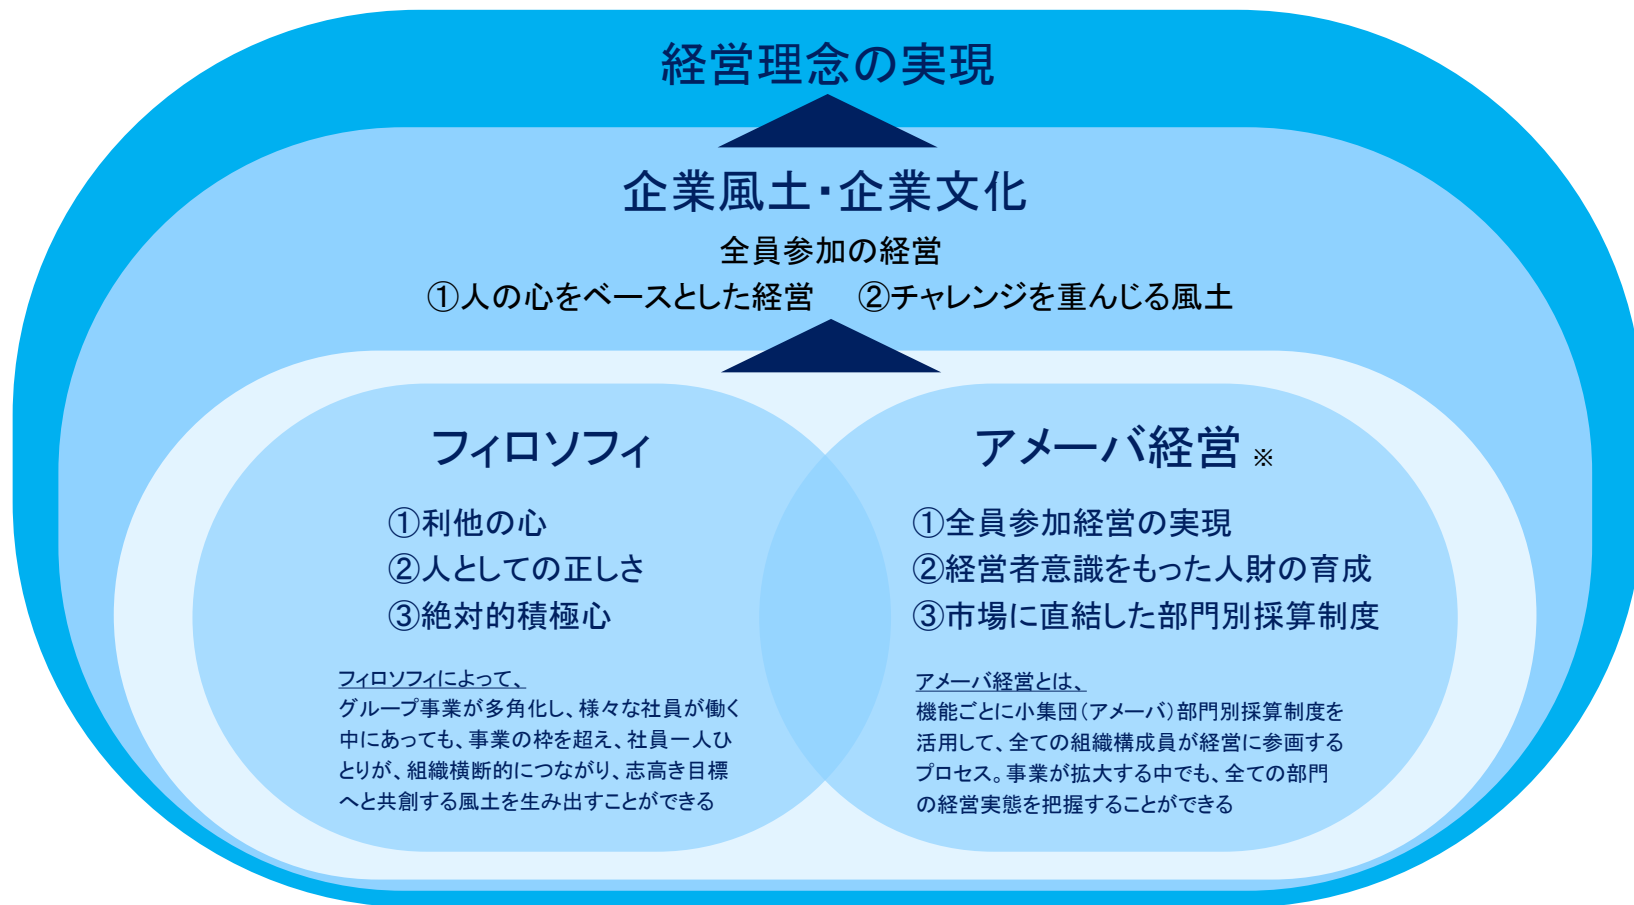 経営理念の実現
企業風土・企業文化
全員参加の経営
①人の心をベースとした経営　②チャレンジを重んじる風土
フィロソフィ
①利他の心
②人としての正しさ
③絶対的積極心
フィロソフィによって、
グループ事業が多角化し、様々な社員が働く
中にあっても、事業の枠を超え、社員一人ひ
とりが、組織横断的につながり、志高き目標
へと共創する風土を生み出すことができる
アメーバ経営 ※
①全員参加経営の実現
②経営者意識をもった人財の育成
③市場に直結した部門別採算制度
アメーバ経営とは、
機能ごとに小集団（アメーバ）部門別採算制度を
活用して、全ての組織構成員が経営に参画する
プロセス。事業が拡大する中でも、全ての部門
の経営実態を把握することができる